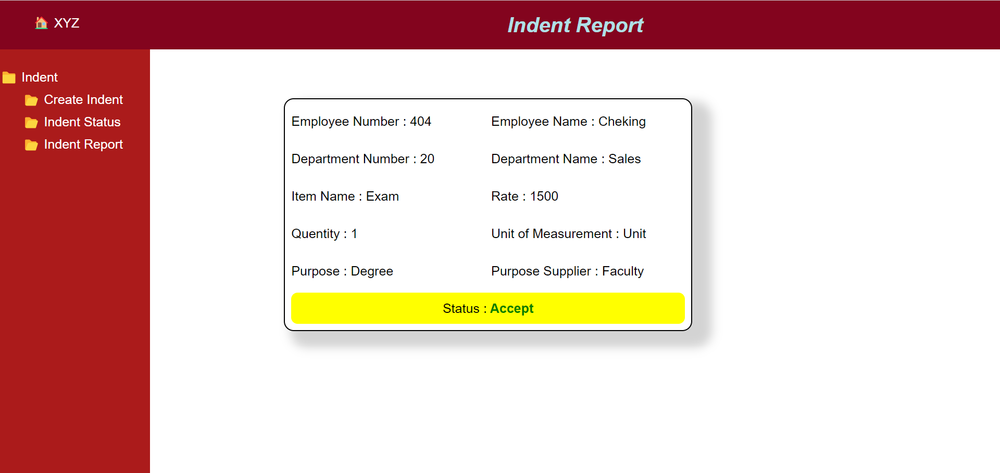 XYZ
Indent Report
Indent
Create Indent
Indent Status
Indent Report
Employee Number : 404 Employee Name : Cheking
Department Number : 20 Department Name : Sales
Item Name : Exam Rate : 1500
Quentity : 1 Unit of Measurement : Unit
Purpose : Degree Purpose Supplier : Faculty
Status : Accept